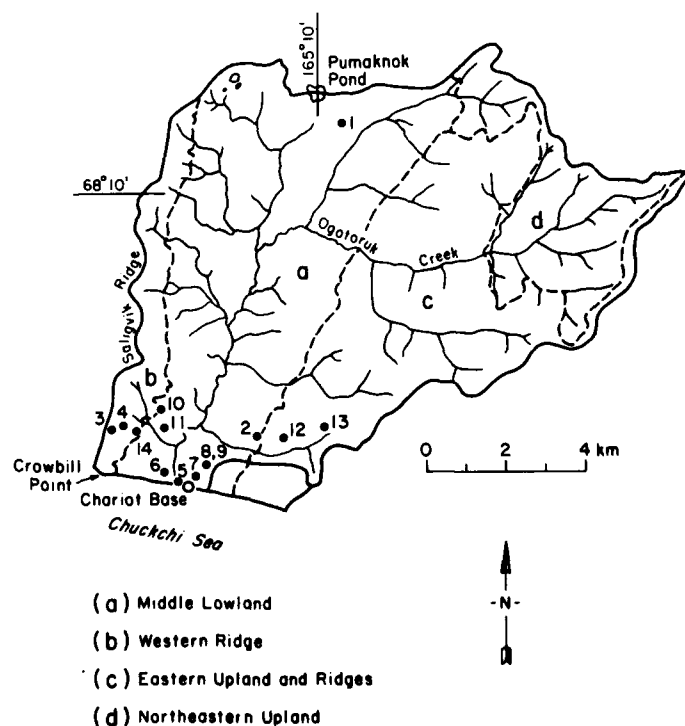 165°10'
Pumaknok
Pond
1
68°10'
d
Ogotoruk
Creek
a
c
Saligvik Ridge
b
10
3
4
14
11
2
12
13
0
2
4 km
6
5
7
8,9
Crowbill
Point
Chariot Base
Chuckchi Sea
-N-
(a) Middle Lowland
(b) Western Ridge
(c) Eastern Upland and Ridges
(d) Northeastern Upland